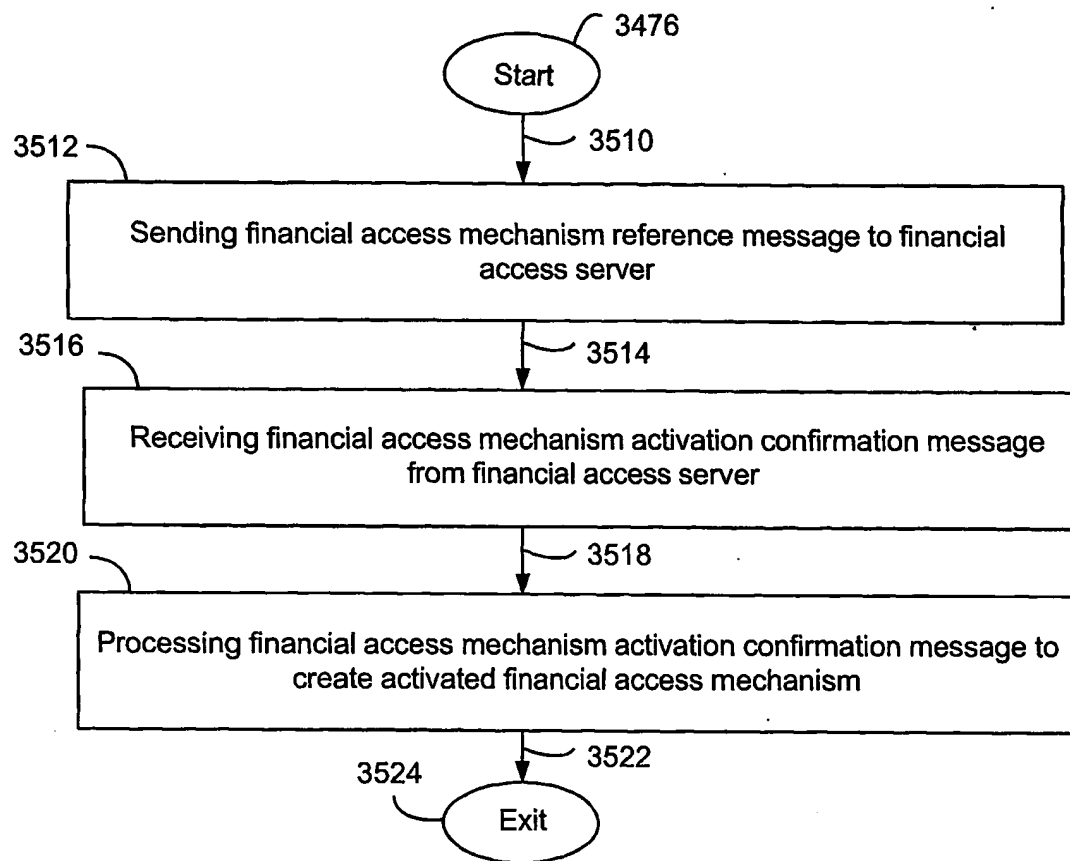 3476
Start
3510
3512
Sending financial access mechanism reference message to financial
access server
3514
3516
Receiving financial access mechanism activation confirmation message
from financial access server
3518
3520
Processing financial access mechanism activation confirmation message to
create activated financial access mechanism
3522
3524
Exit